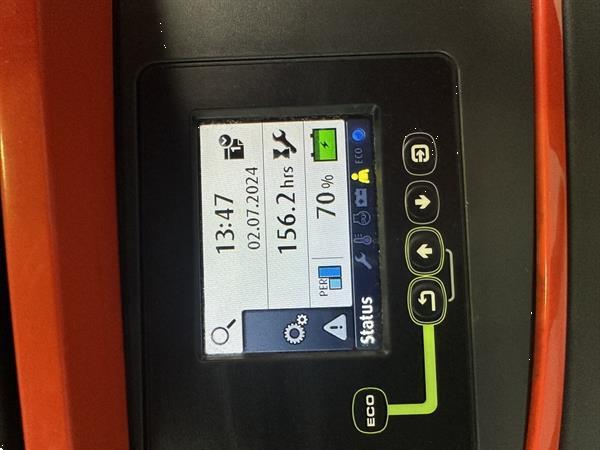 13:47
02.07.2024
156.2 hrs
PER
70 %
Status
ECO
ECO